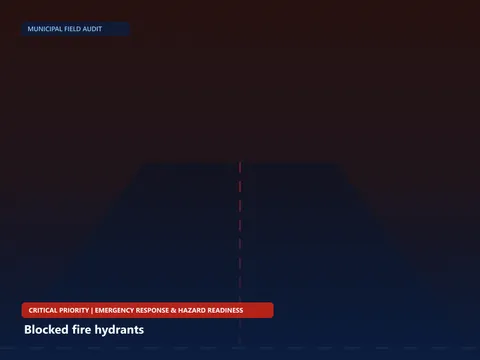 MUNICIPAL FIELD AUDIT
CRITICAL PRIORITY | EMERGENCY RESPONSE & HAZARD READINESS
Blocked fire hydrants